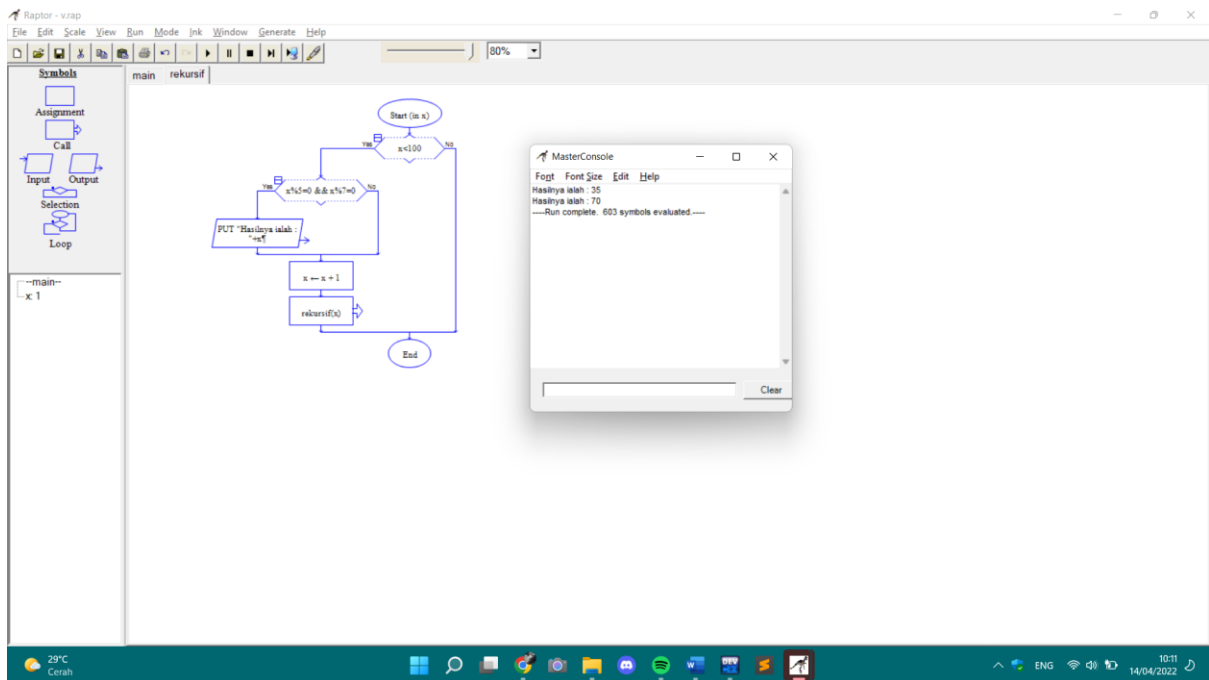 Raptor - v.rap
File Edit Scale View Run Mode Ink Window Generate Help
80%
Symbols
Assignment
Call
Input Output
Selection
Loop
--main--
x: 1
main rekursif
Start (in x)
Yes x<100 No
Yes x%5=0 && x%7=0 No
PUT "Hasilnya ialah :
"+x¶
x ← x + 1
rekursif(x)
End
MasterConsole
Font Font Size Edit Help
Hasilnya ialah : 35
Hasilnya ialah : 70
----Run complete. 603 symbols evaluated.----
Clear
29°C
Cerah
ENG
10:11
14/04/2022